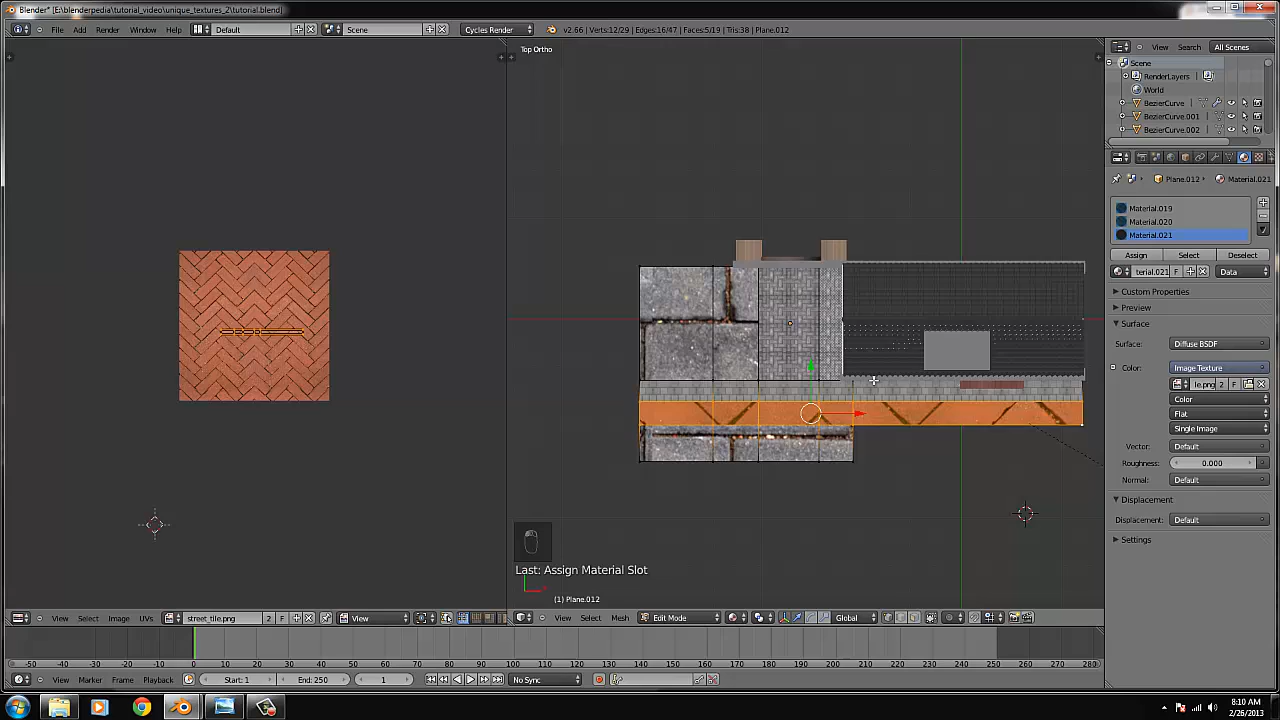 Blender* [E:\blenderpedia\tutorial_video\unique_textures_2\tutorial.blend]
File Add Render Window Help Default Scene Cycles Render v2.66 | Verts:12/29 | Edges:16/47 | Faces:5/19 | Tris:38 | Plane.012
View Search All Scenes
Top Ortho
Scene
RenderLayers
World
BezierCurve
BezierCurve.001
BezierCurve.002
Plane.012 Material.021
Material.019
Material.020
Material.021
Assign Select Deselect
terial.021 F Data
Custom Properties
Preview
Surface
Surface: Diffuse BSDF
Color: Image Texture
le.png 2 F
Color
Flat
Single Image
Vector: Default
Roughness: 0.000
Normal: Default
Displacement
Displacement: Default
Settings
Last: Assign Material Slot
(1) Plane.012
View Select Image UVs street_tile.png 2 F View
View Select Mesh Edit Mode Global
-50 -40 -30 -20 -10 0 10 20 30 40 50 60 70 80 90 100 110 120 130 140 150 160 170 180 190 200 210 220 230 240 250 260 270 280
View Marker Frame Playback Start: 1 End: 250 1 No Sync
8:10 AM
2/26/2013